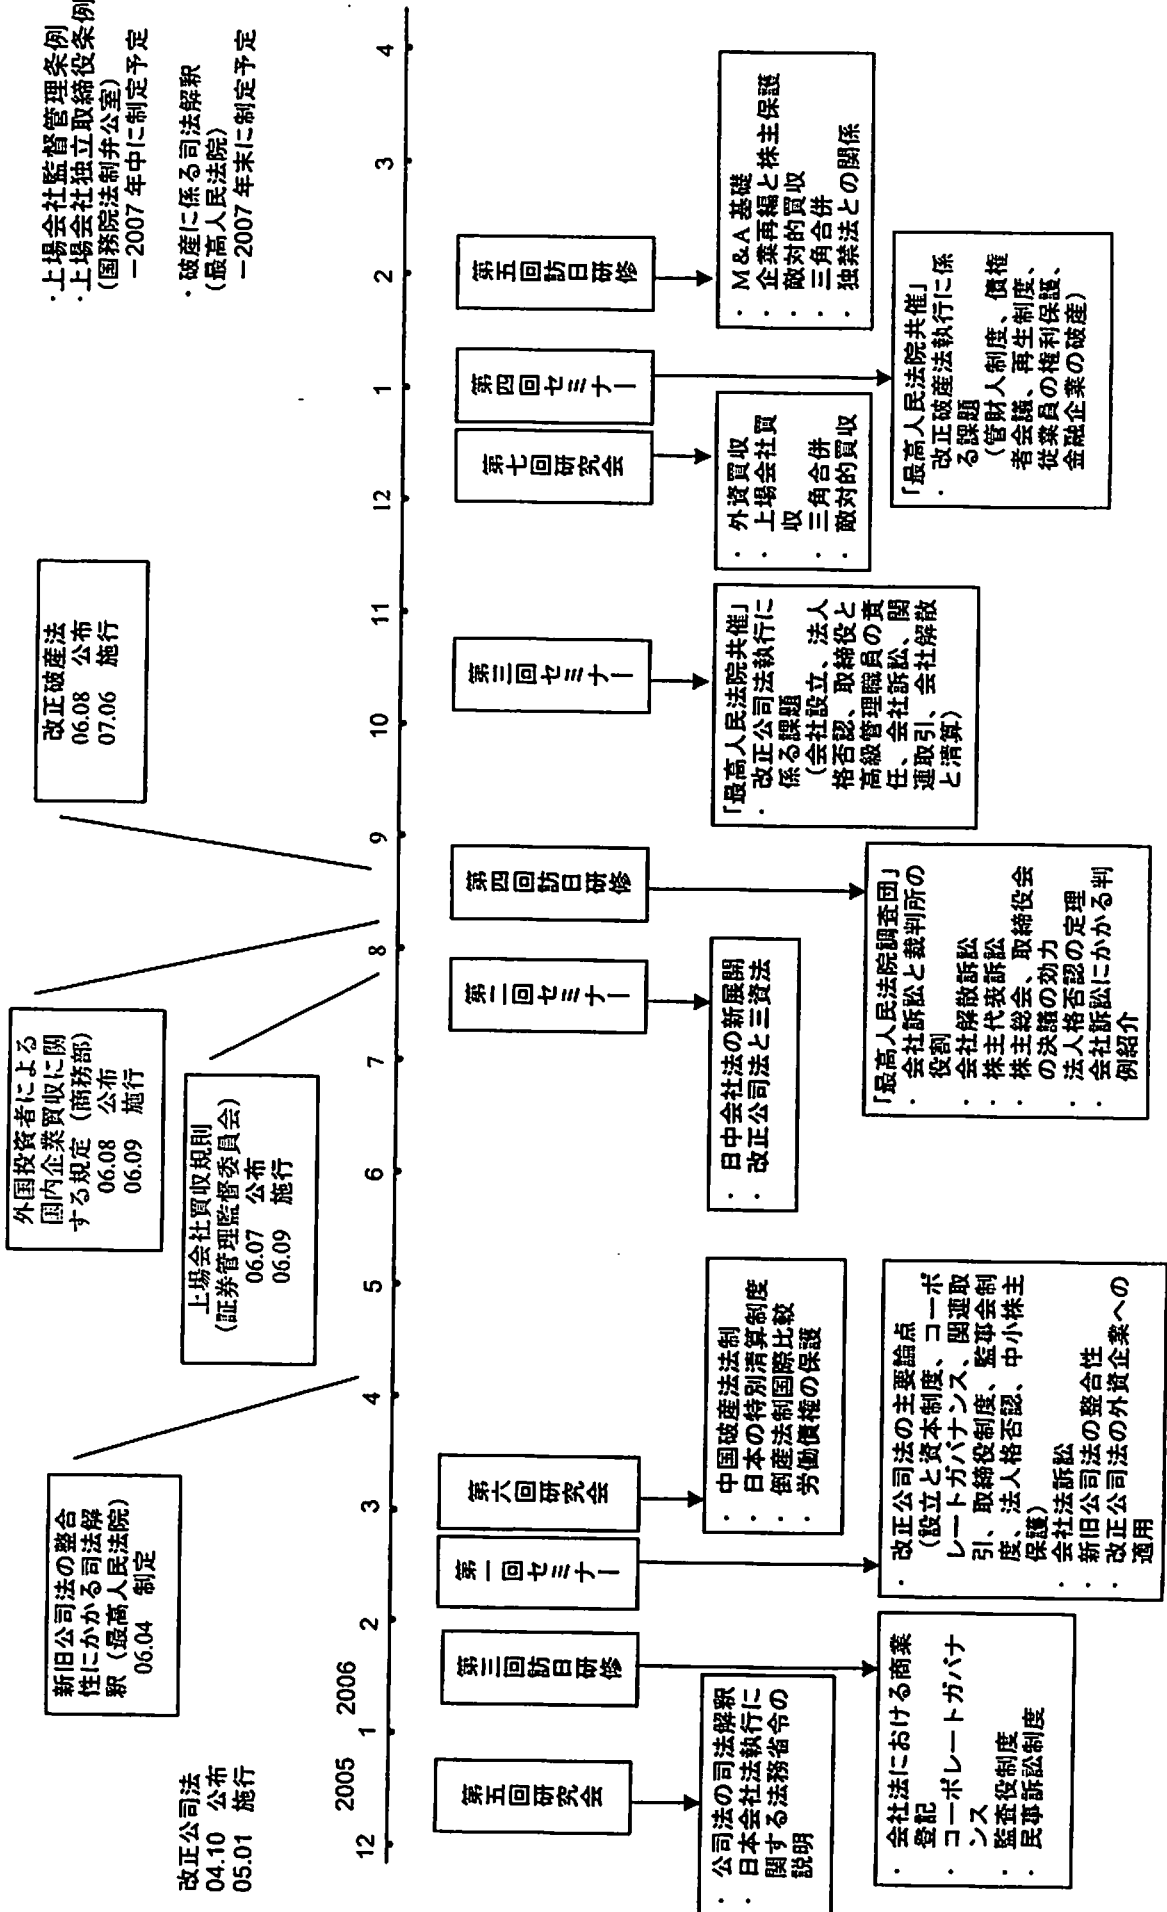 改正公司法
04.10 公布
05.01 施行
新旧公司法の整合
性にかかる司法解
釈(最高人民法院)
06.04 制定
外国投資者による
国内企業買収に関
する規定(商務部)
06.08 公布
06.09 施行
上場会社買収規則
(証券管理監督委員会)
06.07 公布
06.09 施行
改正破産法
06.08 公布
07.06 施行
・上場会社監督管理条例
・上場会社独立取締役条例
(国務院法制弁公室)
－2007年中に制定予定
・破産に係る司法解釈
(最高人民法院)
－2007年末に制定予定
2005 2006
12 1 2 3 4 5 6 7 8 9 10 11 12 1 2 3 4
第五回研究会
・公司法の司法解釈
・日本会社法執行に
関する法務省令の
説明
第三回訪日研修
・会社法における商業
登記
・コーポレートガバナ
ンス
・監査役制度
・民事訴訟制度
第一回セミナー
・改正公司法の主要論点
(設立と資本制度、コーポ
レートガバナンス、関連取
引、取締役制度、監事会制
度、法人格否認、中小株主
保護)
・会社法訴訟
・新旧公司法の整合性
・改正公司法の外資企業への
適用
第六回研究会
・中国破産法法制
・日本の特別清算制度
・倒産法制国際比較
・労働債権の保護
第二回セミナー
・日中会社法の新展開
・改正公司法と三資法
第四回訪日研修
「最高人民法院調査団」
・会社訴訟と裁判所の
役割
・会社解散訴訟
・株主代表訴訟
・株主総会、取締役会
の決議の効力
・法人格否認の定理
・会社訴訟にかかる判
例紹介
第三回セミナー
「最高人民法院共催」
・改正公司法執行に
係る課題
(会社設立、法人
格否認、取締役と
高級管理職員の責
任、会社訴訟、関
連取引、会社解散
と清算)
第七回研究会
・外資買収
・上場会社買
収
・三角合併
・敵対的買収
第四回セミナー
「最高人民法院共催」
・改正破産法執行に係
る課題
(管財人制度、債権
者会議、再生制度、
従業員の権利保護、
金融企業の破産)
第五回訪日研修
・M&A基礎
・企業再編と株主保護
・敵対的買収
・三角合併
・独禁法との関係